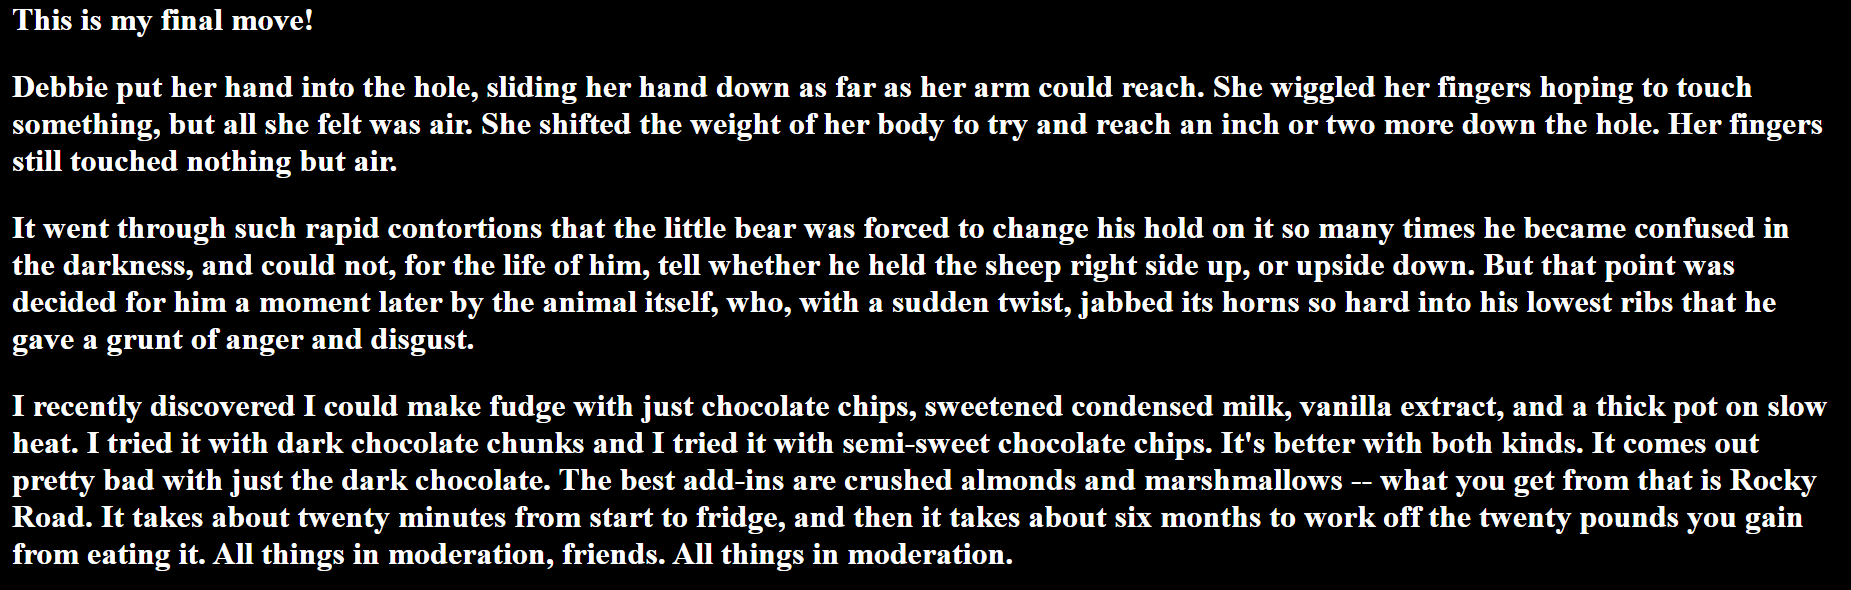 This is my final move!
Debbie put her hand into the hole, sliding her hand down as far as her arm could reach. She wiggled her fingers hoping to touch
something, but all she felt was air. She shifted the weight of her body to try and reach an inch or two more down the hole. Her fingers
still touched nothing but air.
It went through such rapid contortions that the little bear was forced to change his hold on it so many times he became confused in
the darkness, and could not, for the life of him, tell whether he held the sheep right side up, or upside down. But that point was
decided for him a moment later by the animal itself, who, with a sudden twist, jabbed its horns so hard into his lowest ribs that he
gave a grunt of anger and disgust.
I recently discovered I could make fudge with just chocolate chips, sweetened condensed milk, vanilla extract, and a thick pot on slow
heat. I tried it with dark chocolate chunks and I tried it with semi-sweet chocolate chips. It's better with both kinds. It comes out
pretty bad with just the dark chocolate. The best add-ins are crushed almonds and marshmallows -- what you get from that is Rocky
Road. It takes about twenty minutes from start to fridge, and then it takes about six months to work off the twenty pounds you gain
from eating it. All things in moderation, friends. All things in moderation.